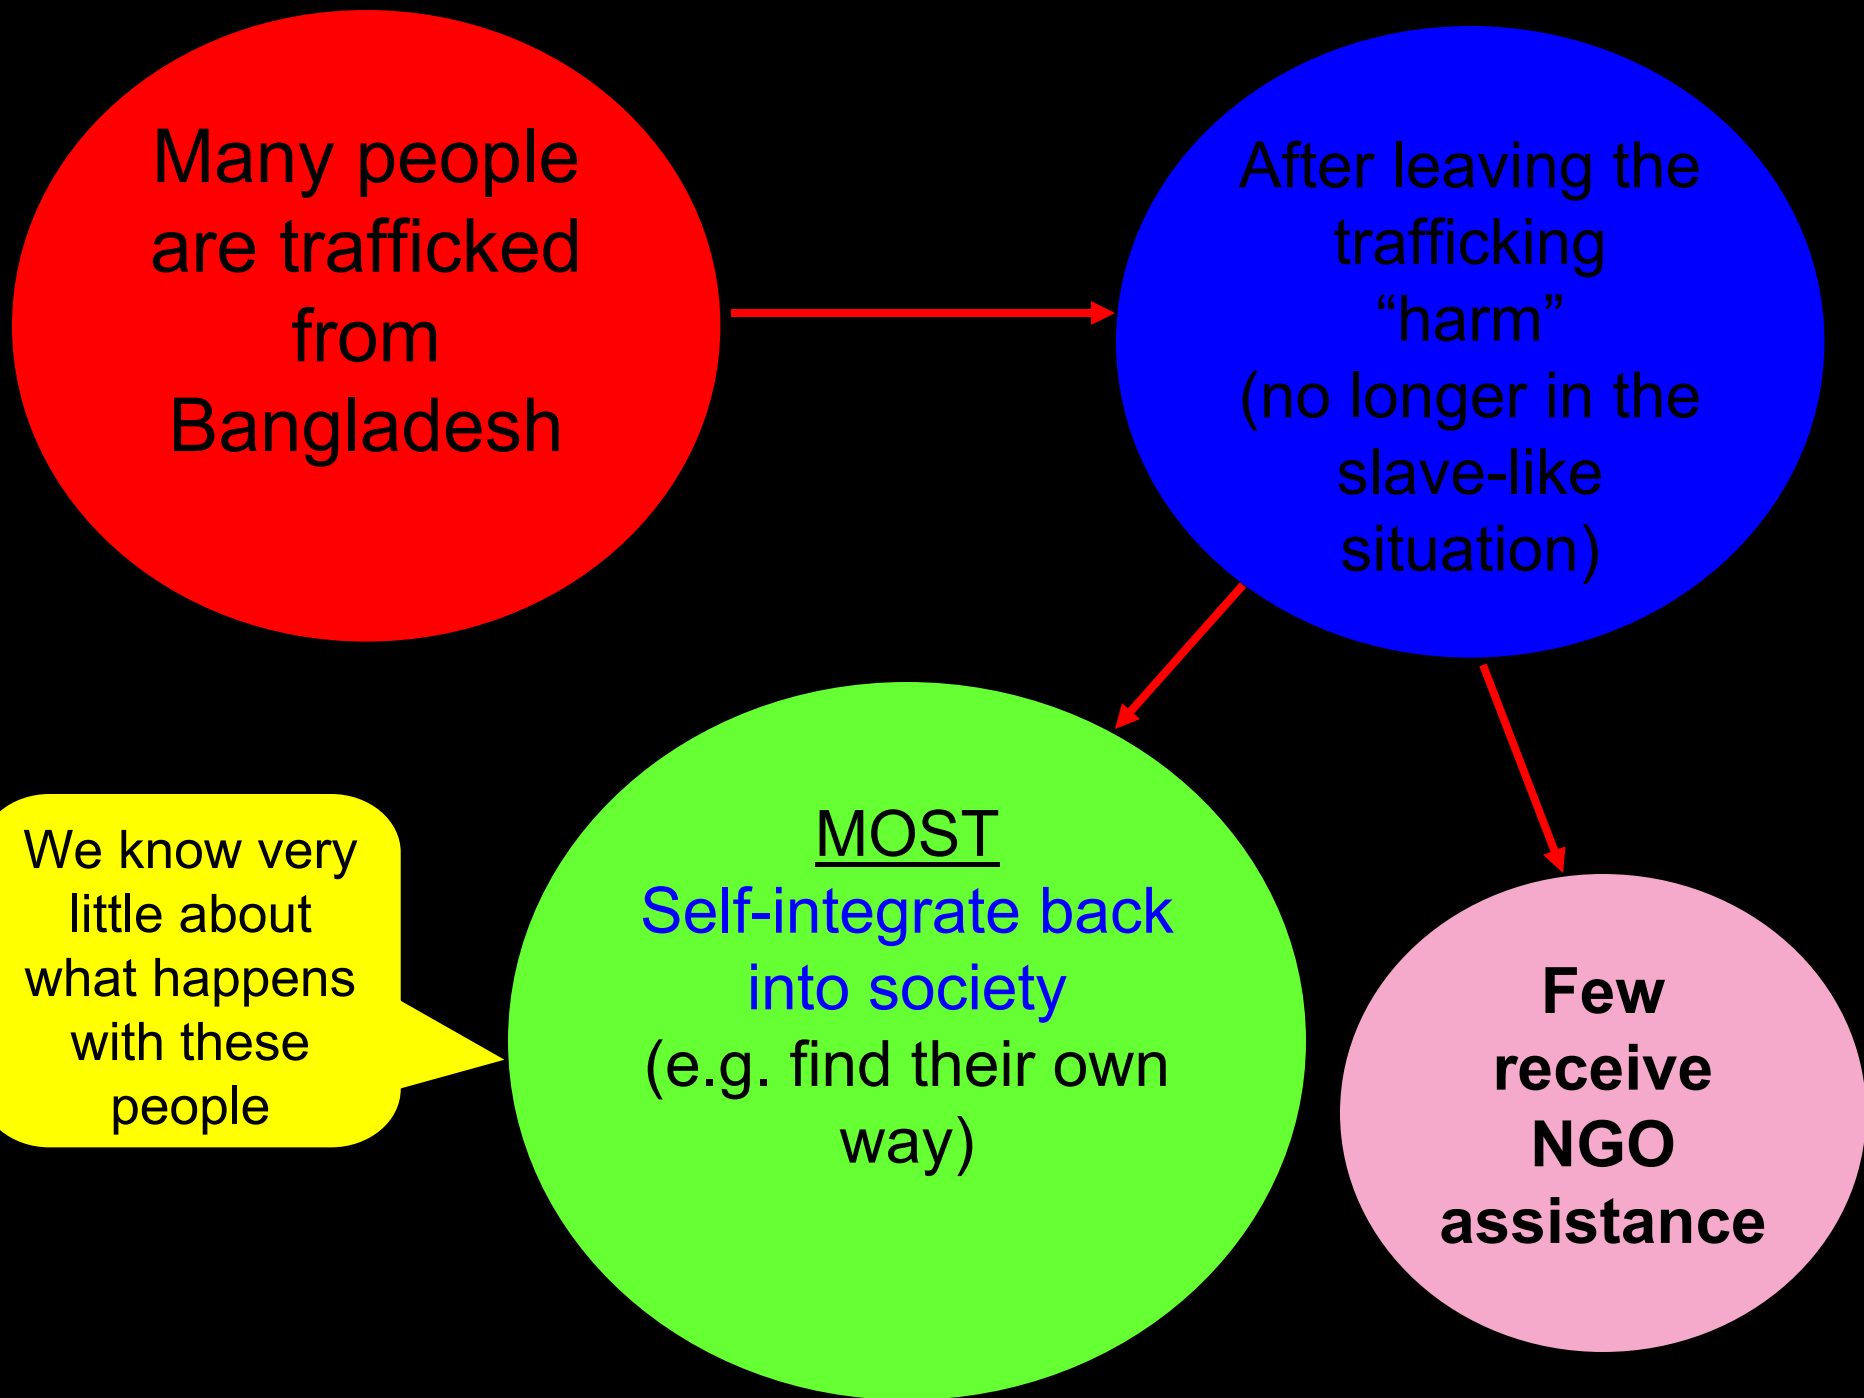 Many people
are trafficked
from
Bangladesh
After leaving the
trafficking
“harm”
(no longer in the
slave-like
situation)
We know very
little about
what happens
with these
people
MOST
Self-integrate back
into society
(e.g. find their own
way)
Few
receive
NGO
assistance